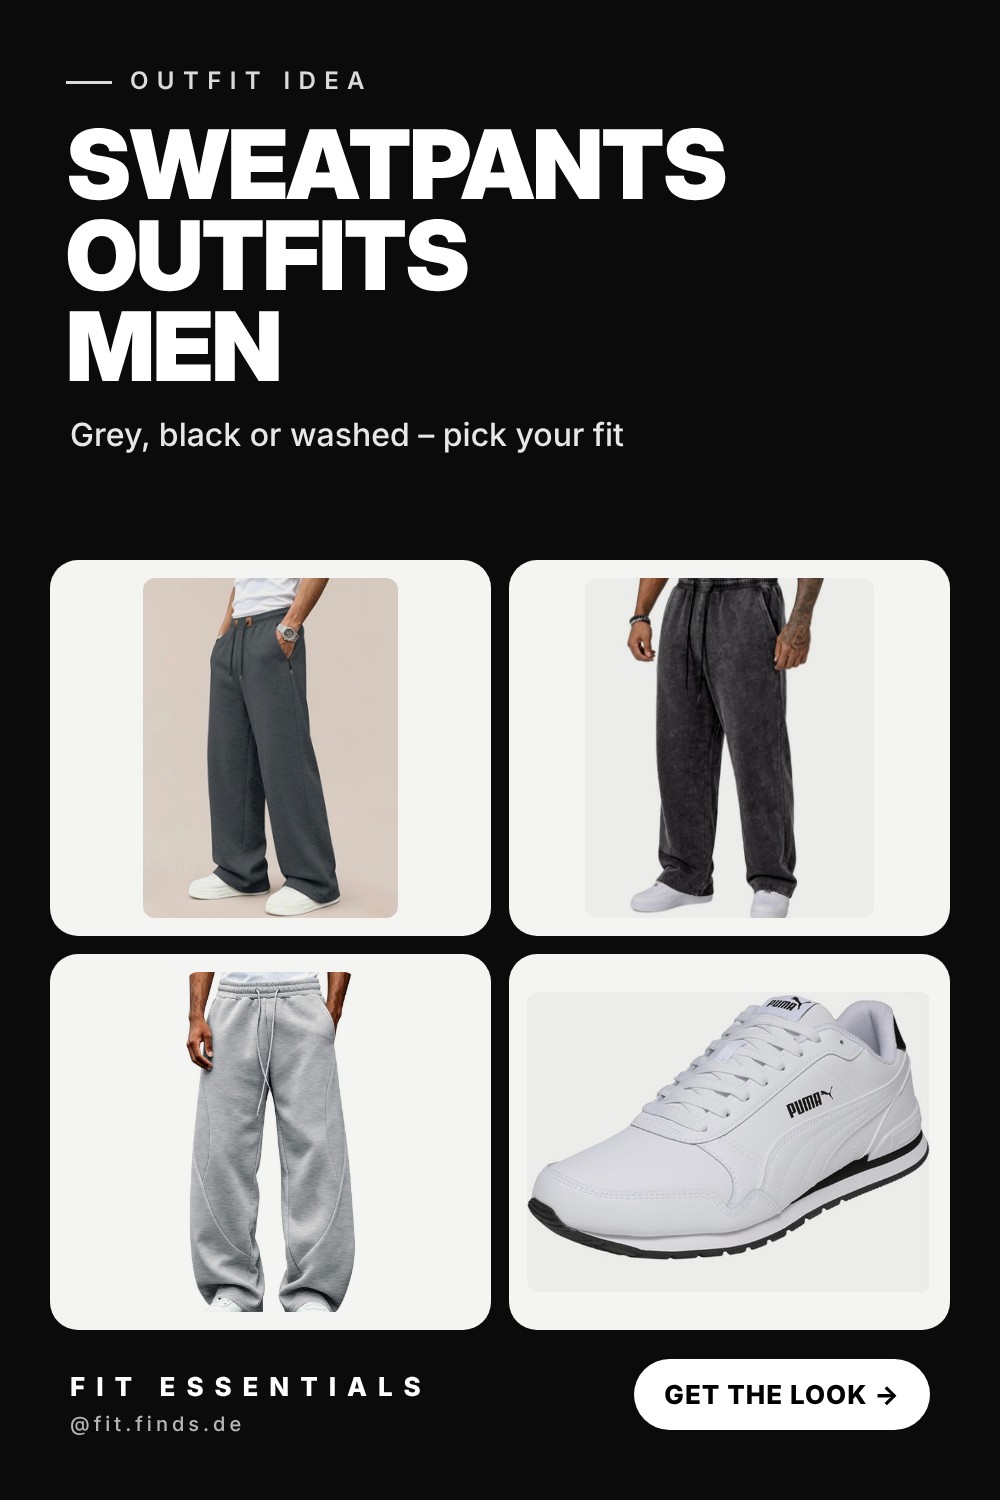 OUTFIT IDEA
SWEATPANTS
OUTFITS
MEN
Grey, black or washed – pick your fit
PUMA
PUMA
FIT ESSENTIALS
@fit.finds.de
GET THE LOOK →